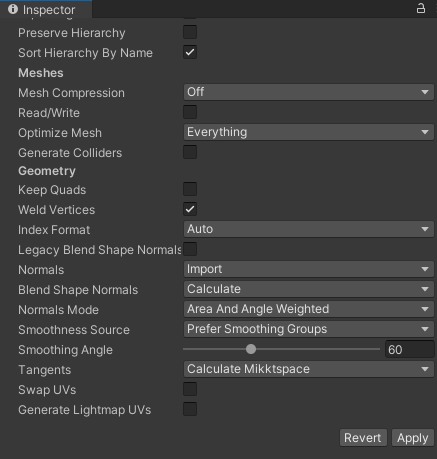 Inspector
Preserve Hierarchy
Sort Hierarchy By Name
Meshes
Mesh Compression Off
Read/Write
Optimize Mesh Everything
Generate Colliders
Geometry
Keep Quads
Weld Vertices
Index Format Auto
Legacy Blend Shape Normals
Normals Import
Blend Shape Normals Calculate
Normals Mode Area And Angle Weighted
Smoothness Source Prefer Smoothing Groups
Smoothing Angle 60
Tangents Calculate Mikktspace
Swap UVs
Generate Lightmap UVs
Revert Apply